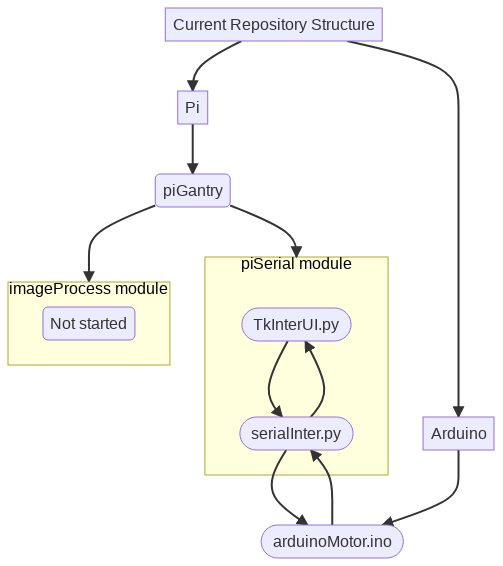 Current Repository Structure
Pi
piGantry
imageProcess module
Not started
piSerial module
TkInterUI.py
serialInter.py
Arduino
arduinoMotor.ino